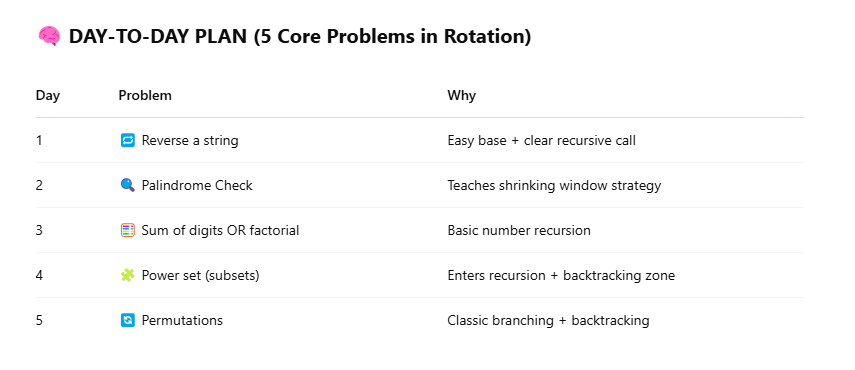 🧠 DAY-TO-DAY PLAN (5 Core Problems in Rotation)
Day Problem Why
1 🔁 Reverse a string Easy base + clear recursive call
2 🔍 Palindrome Check Teaches shrinking window strategy
3 🧮 Sum of digits OR factorial Basic number recursion
4 🧩 Power set (subsets) Enters recursion + backtracking zone
5 🔄 Permutations Classic branching + backtracking